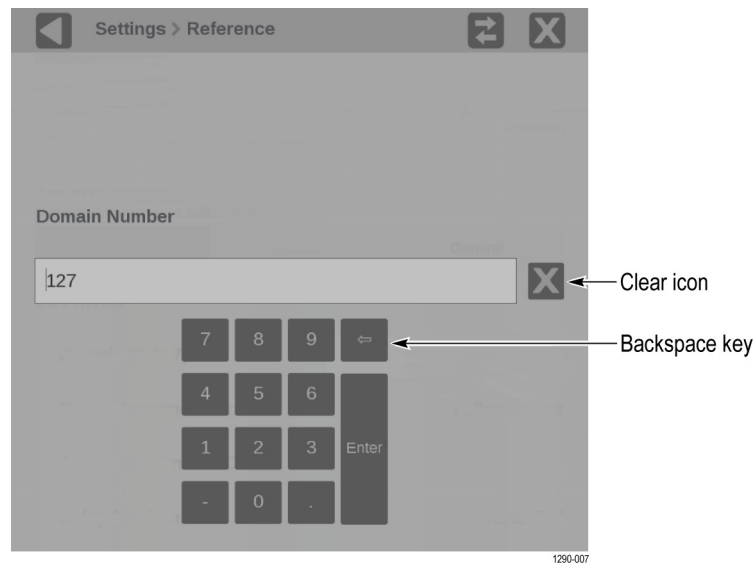 Settings > Reference
Domain Number
127
Clear icon
7 8 9 ⇦
Backspace key
4 5 6
1 2 3 Enter
- 0 .
1290-007